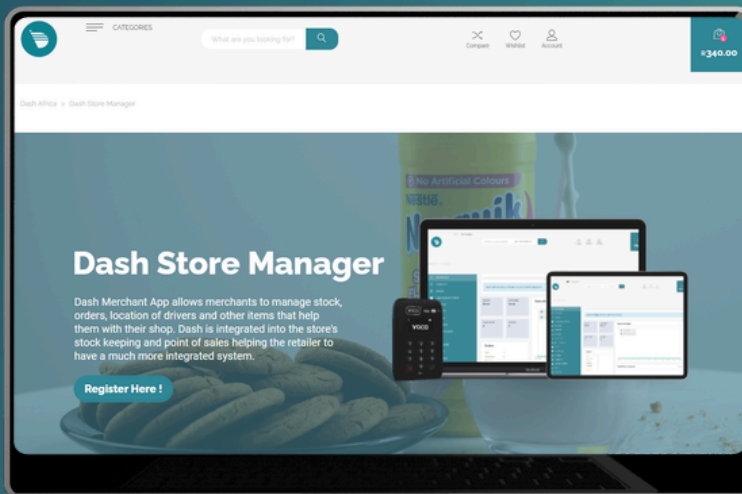 CATEGORIES
What are you looking for?
Compare
Wishlist
Account
R340.00
Dash Africa > Dash Store Manager
No Artificial Colours
Nestlé
Dash Store Manager
Dash Merchant App allows merchants to manage stock,
orders, location of drivers and other items that help
them with their shop. Dash is integrated into the store's
stock keeping and point of sales helping the retailer to
have a much more integrated system.
yoco
Register Here !